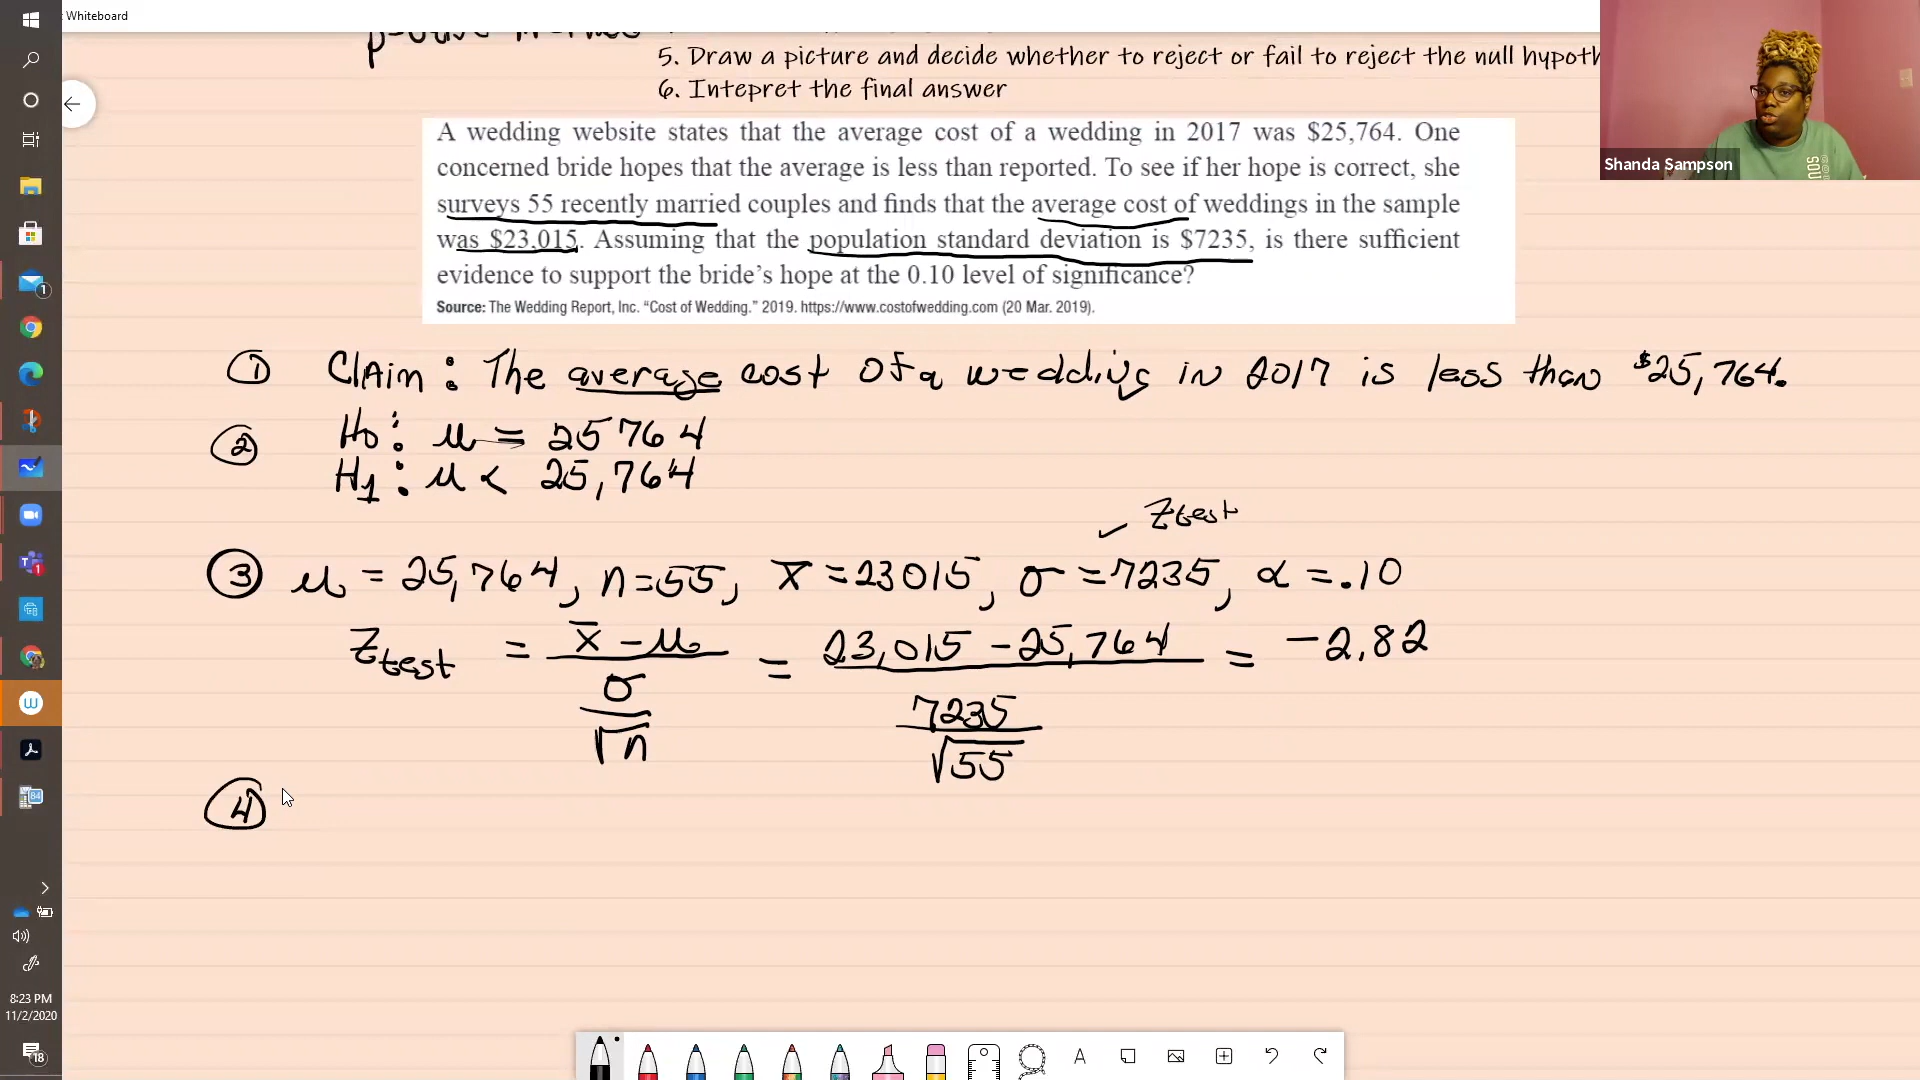 Whiteboard
5. Draw a picture and decide whether to reject or fail to reject the null hypoth
6. Intepret the final answer
A wedding website states that the average cost of a wedding in 2017 was $25,764. One
concerned bride hopes that the average is less than reported. To see if her hope is correct, she
surveys 55 recently married couples and finds that the average cost of weddings in the sample
was $23,015. Assuming that the population standard deviation is $7235, is there sufficient
evidence to support the bride's hope at the 0.10 level of significance?
Source: The Wedding Report, Inc. "Cost of Wedding." 2019. https://www.costofwedding.com (20 Mar. 2019).
Shanda Sampson
① Claim: The average cost of a wedding in 2017 is less than $25,764.
② H₀: μ = 25764
H₁: μ < 25,764
✓ Ztest
③ μ = 25,764, n=55, x̄ =23015, σ =7235, α =.10
Ztest = x̄ - μ / σ / √n = 23,015 - 25,764 / 7235 / √55 = -2.82
④
8:23 PM
11/2/2020
18